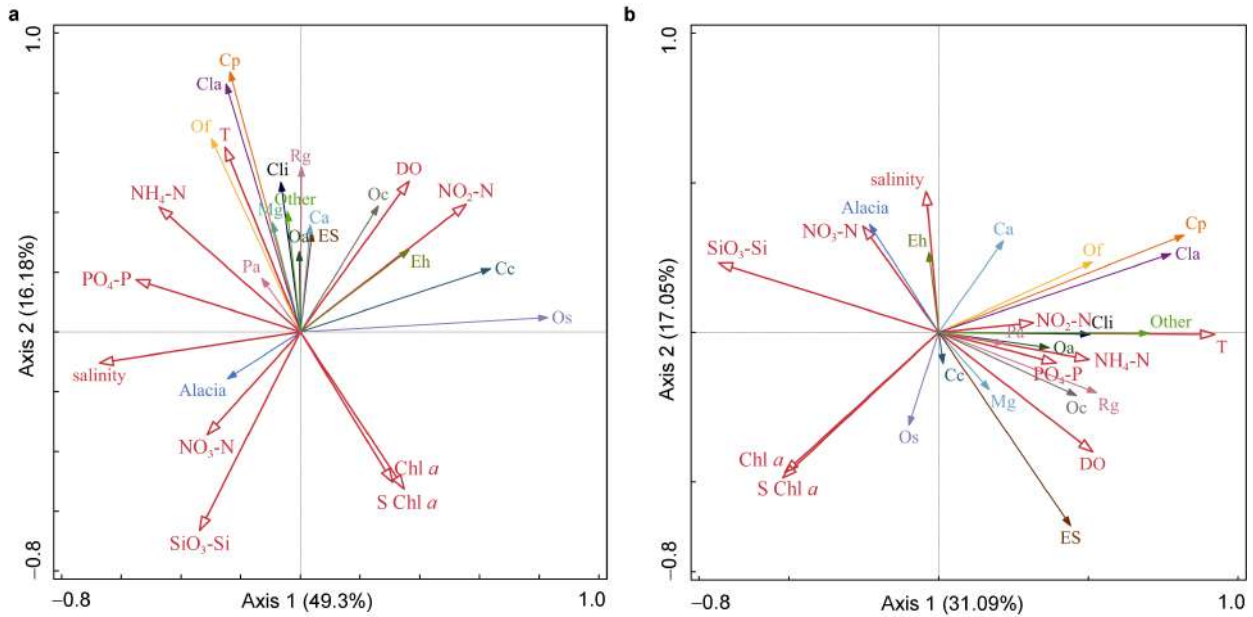 a
1.0
Axis 2 (16.18%)
−0.8
Cp
Cla
Of
T
Rg
Cli
DO
NH₄-N
Other
Mg
Ca
Oc
NO₂-N
Oa
ES
Pa
Eh
Cc
PO₄-P
Os
salinity
Alacia
NO₃-N
Chl a
S Chl a
SiO₃-Si
−0.8
Axis 1 (49.3%)
1.0
b
1.0
Axis 2 (17.05%)
−0.8
salinity
Alacia
NO₃-N
Eh
Ca
Cp
Of
Cla
SiO₃-Si
NO₂-N
Cli
Other
Pa
T
Oa
NH₄-N
Cc
PO₄-P
Mg
Rg
Oc
Os
DO
Chl a
S Chl a
ES
−0.8
Axis 1 (31.09%)
1.0